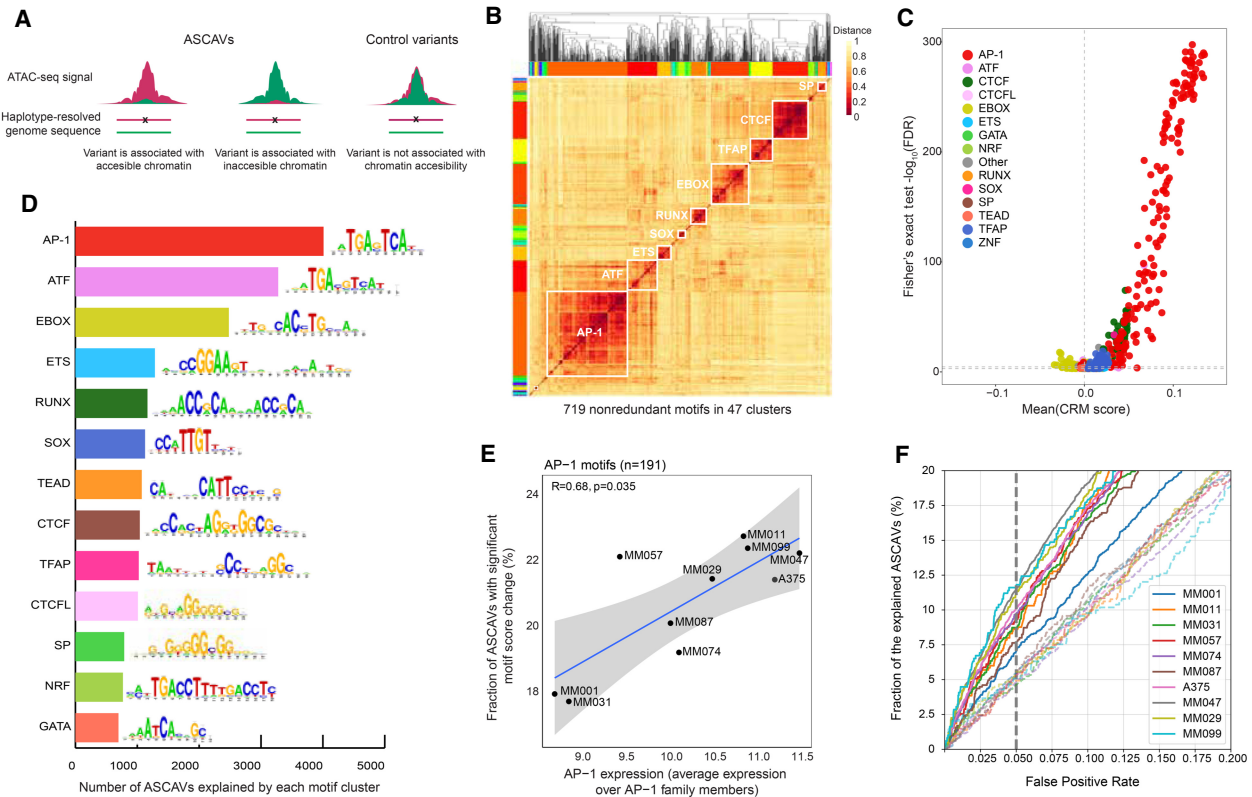 A
ASCAVs
Control variants
ATAC-seq signal
Haplotype-resolved
genome sequence
x
x
x
Variant is associated with
accesible chromatin
Variant is associated with
inaccesible chromatin
Variant is not associated with
chromatin accesibility
B
Distance
1
0.8
0.6
0.4
0.2
0
SP
CTCF
TFAP
EBOX
RUNX
SOX
ETS
ATF
AP-1
719 nonredundant motifs in 47 clusters
C
Fisher's exact test -log10(FDR)
300
200
100
0
−0.1
0.0
0.1
Mean(CRM score)
AP-1
ATF
CTCF
CTCFL
EBOX
ETS
GATA
NRF
Other
RUNX
SOX
SP
TEAD
TFAP
ZNF
D
AP-1
ATF
EBOX
ETS
RUNX
SOX
TEAD
CTCF
TFAP
CTCFL
SP
NRF
GATA
0
1000
2000
3000
4000
5000
Number of ASCAVs explained by each motif cluster
E
AP−1 motifs (n=191)
R=0.68, p=0.035
Fraction of ASCAVs with significant
motif score change (%)
24
22
20
18
MM011
MM099
MM057
MM047
MM029
A375
MM087
MM074
MM001
MM031
9.0
9.5
10.0
10.5
11.0
11.5
AP−1 expression (average expression
over AP−1 family members)
F
Fraction of the explained ASCAVs (%)
20
17.5
15
12.5
10
7.5
5
2.5
0
0.025
0.050
0.075
0.100
0.125
0.150
0.175
0.200
False Positive Rate
MM001
MM011
MM031
MM057
MM074
MM087
A375
MM047
MM029
MM099